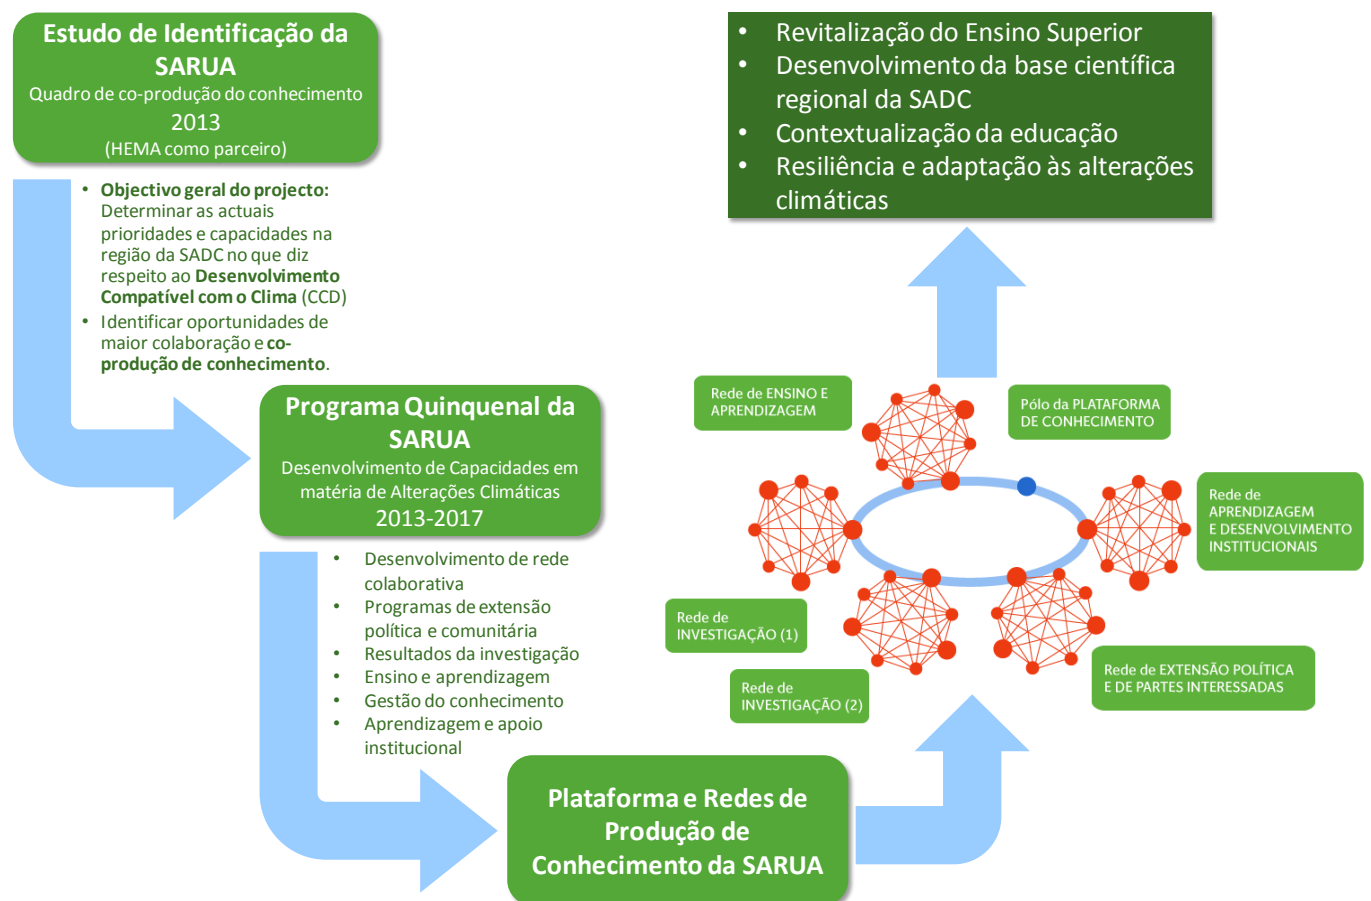 Estudo de Identificação da
SARUA
Quadro de co-produção do conhecimento
2013
(HEMA como parceiro)
• Objectivo geral do projecto:
Determinar as actuais
prioridades e capacidades na
região da SADC no que diz
respeito ao Desenvolvimento
Compatível com o Clima (CCD)
• Identificar oportunidades de
maior colaboração e co-
produção de conhecimento.
Programa Quinquenal da
SARUA
Desenvolvimento de Capacidades em
matéria de Alterações Climáticas
2013-2017
• Desenvolvimento de rede
colaborativa
• Programas de extensão
política e comunitária
• Resultados da investigação
• Ensino e aprendizagem
• Gestão do conhecimento
• Aprendizagem e apoio
institucional
Plataforma e Redes de
Produção de
Conhecimento da SARUA
• Revitalização do Ensino Superior
• Desenvolvimento da base científica
regional da SADC
• Contextualização da educação
• Resiliência e adaptação às alterações
climáticas
Rede de ENSINO E
APRENDIZAGEM
Pólo da PLATAFORMA
DE CONHECIMENTO
Rede de
APRENDIZAGEM
E DESENVOLVIMENTO
INSTITUCIONAIS
Rede de
INVESTIGAÇÃO (1)
Rede de
INVESTIGAÇÃO (2)
Rede de EXTENSÃO POLÍTICA
E DE PARTES INTERESSADAS